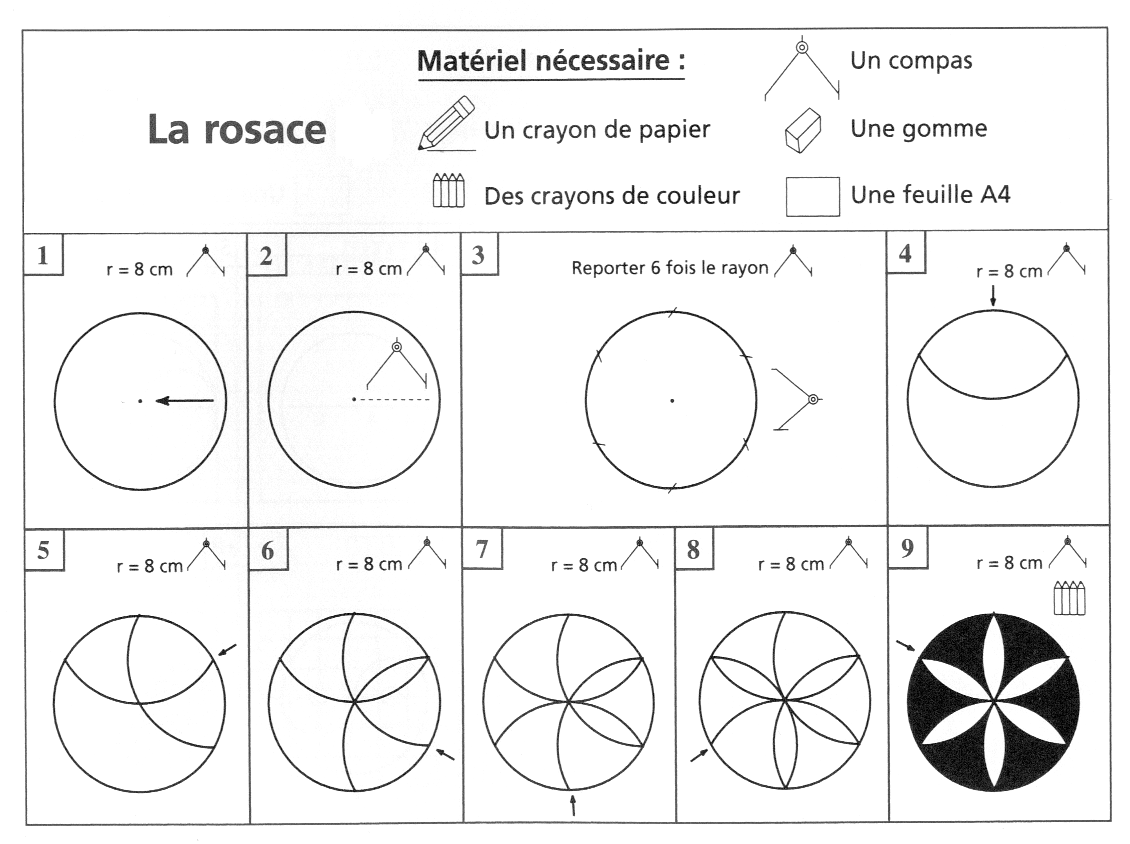 La rosace
Matériel nécessaire :
Un compas
Un crayon de papier
Une gomme
Des crayons de couleur
Une feuille A4
1
r = 8 cm
2
r = 8 cm
3
Reporter 6 fois le rayon
4
r = 8 cm
5
r = 8 cm
6
r = 8 cm
7
r = 8 cm
8
r = 8 cm
9
r = 8 cm